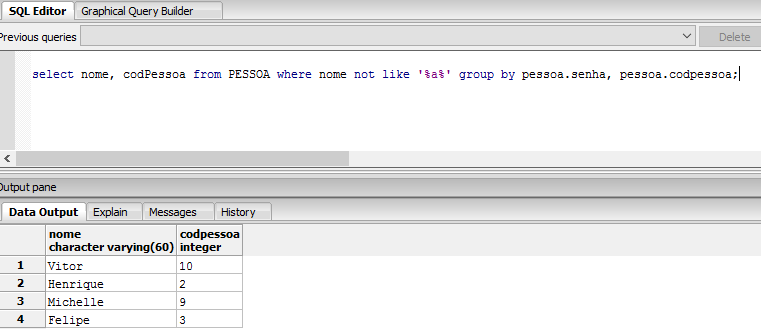 SQL Editor Graphical Query Builder
Previous queries Delete
select nome, codPessoa from PESSOA where nome not like '%a%' group by pessoa.senha, pessoa.codpessoa;
Output pane
Data Output Explain Messages History
nome codpessoa
character varying(60) integer
1 Vitor 10
2 Henrique 2
3 Michelle 9
4 Felipe 3